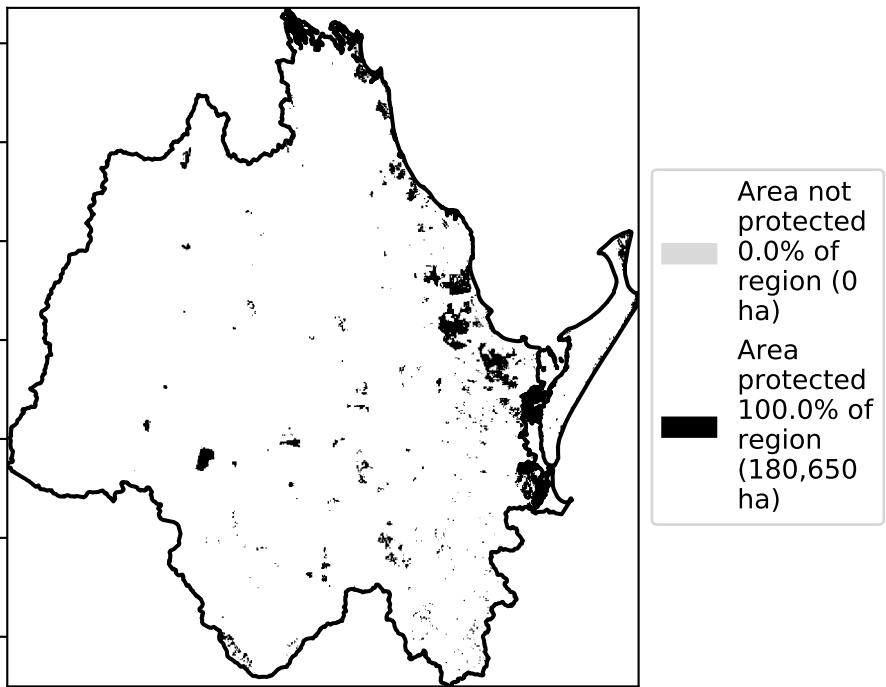 Area not
protected
0.0% of
region (0
ha)
Area
protected
100.0% of
region
(180,650
ha)